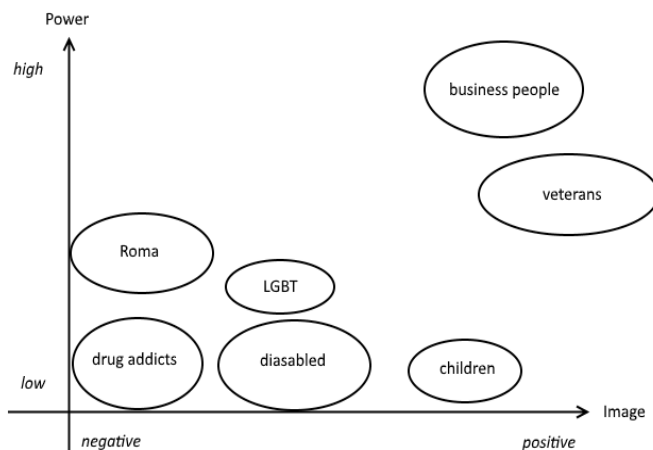 Power
high
business people
veterans
Roma
LGBT
drug addicts
diasabled
children
low
Image
negative
positive